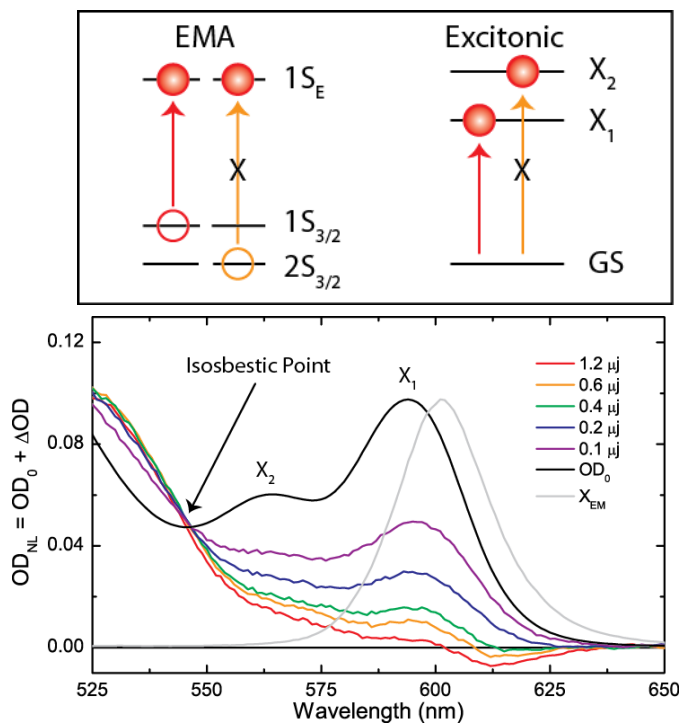 EMA
Excitonic
1S_E
X_2
X_1
X
X
1S_3/2
2S_3/2
GS
0.12
0.08
0.04
0.00
OD_NL = OD_0 + ΔOD
Isosbestic Point
X_1
X_2
1.2 μj
0.6 μj
0.4 μj
0.2 μj
0.1 μj
OD_0
X_EM
525
550
575
600
625
650
Wavelength (nm)